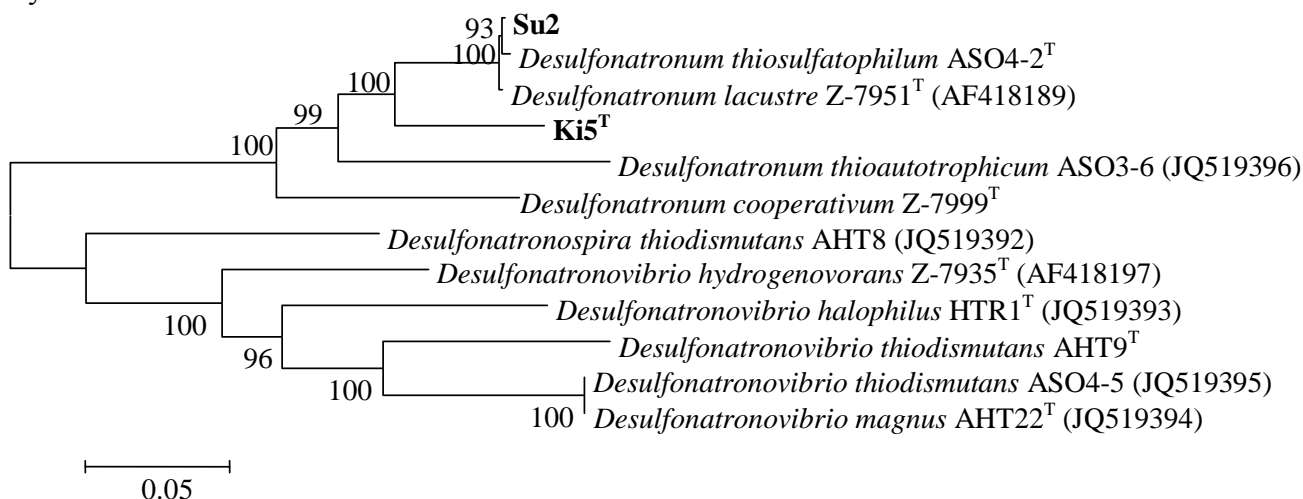 93 Su2
100 Desulfonatronum thiosulfatophilum ASO4-2T
100 Desulfonatronum lacustre Z-7951T (AF418189)
99 Ki5T
100
Desulfonatronum thioautotrophicum ASO3-6 (JQ519396)
Desulfonatronum cooperativum Z-7999T
Desulfonatronospira thiodismutans AHT8 (JQ519392)
Desulfonatronovibrio hydrogenovorans Z-7935T (AF418197)
Desulfonatronovibrio halophilus HTR1T (JQ519393)
100
Desulfonatronovibrio thiodismutans AHT9T
96
Desulfonatronovibrio thiodismutans ASO4-5 (JQ519395)
100
100 Desulfonatronovibrio magnus AHT22T (JQ519394)
0.05